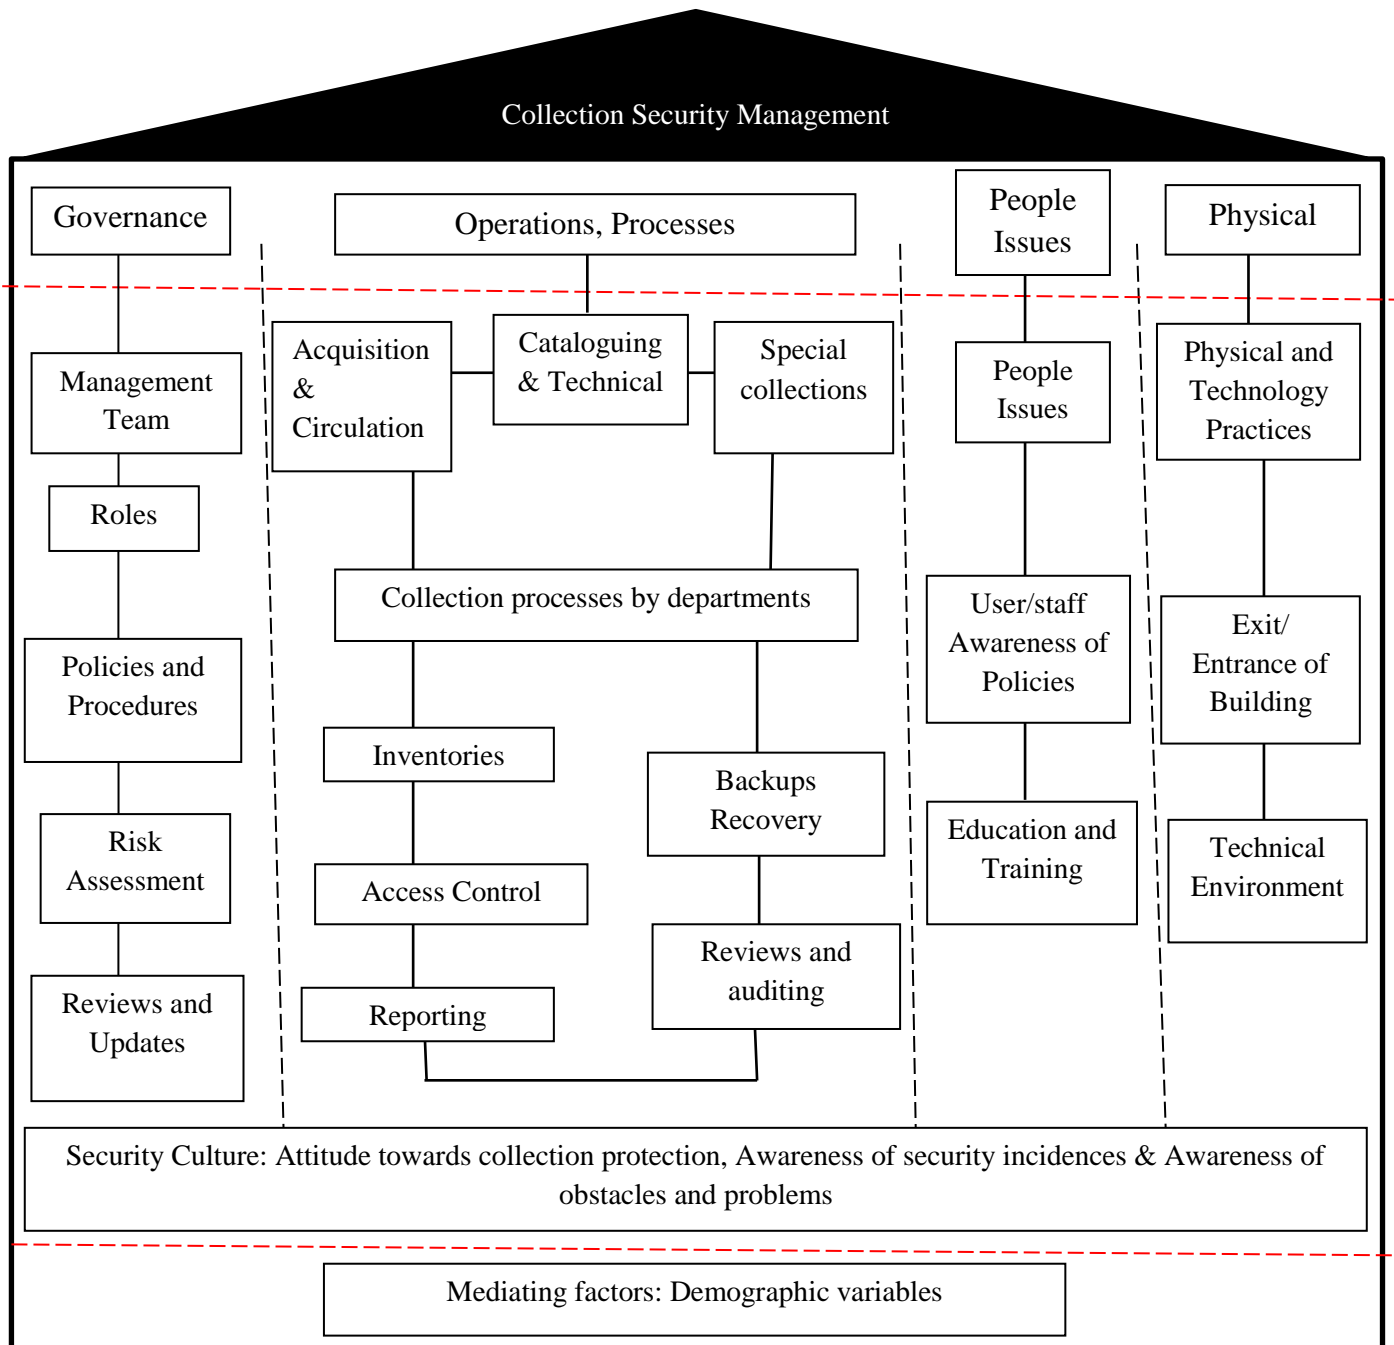 Collection Security Management
Governance
Operations, Processes
People
Issues
Physical
Management
Team
Roles
Policies and
Procedures
Risk
Assessment
Reviews and
Updates
Acquisition
&
Circulation
Cataloguing
& Technical
Special
collections
Collection processes by departments
Inventories
Access Control
Reporting
Backups
Recovery
Reviews and
auditing
People
Issues
User/staff
Awareness of
Policies
Education and
Training
Physical and
Technology
Practices
Exit/
Entrance of
Building
Technical
Environment
Security Culture: Attitude towards collection protection, Awareness of security incidences & Awareness of
obstacles and problems
Mediating factors: Demographic variables